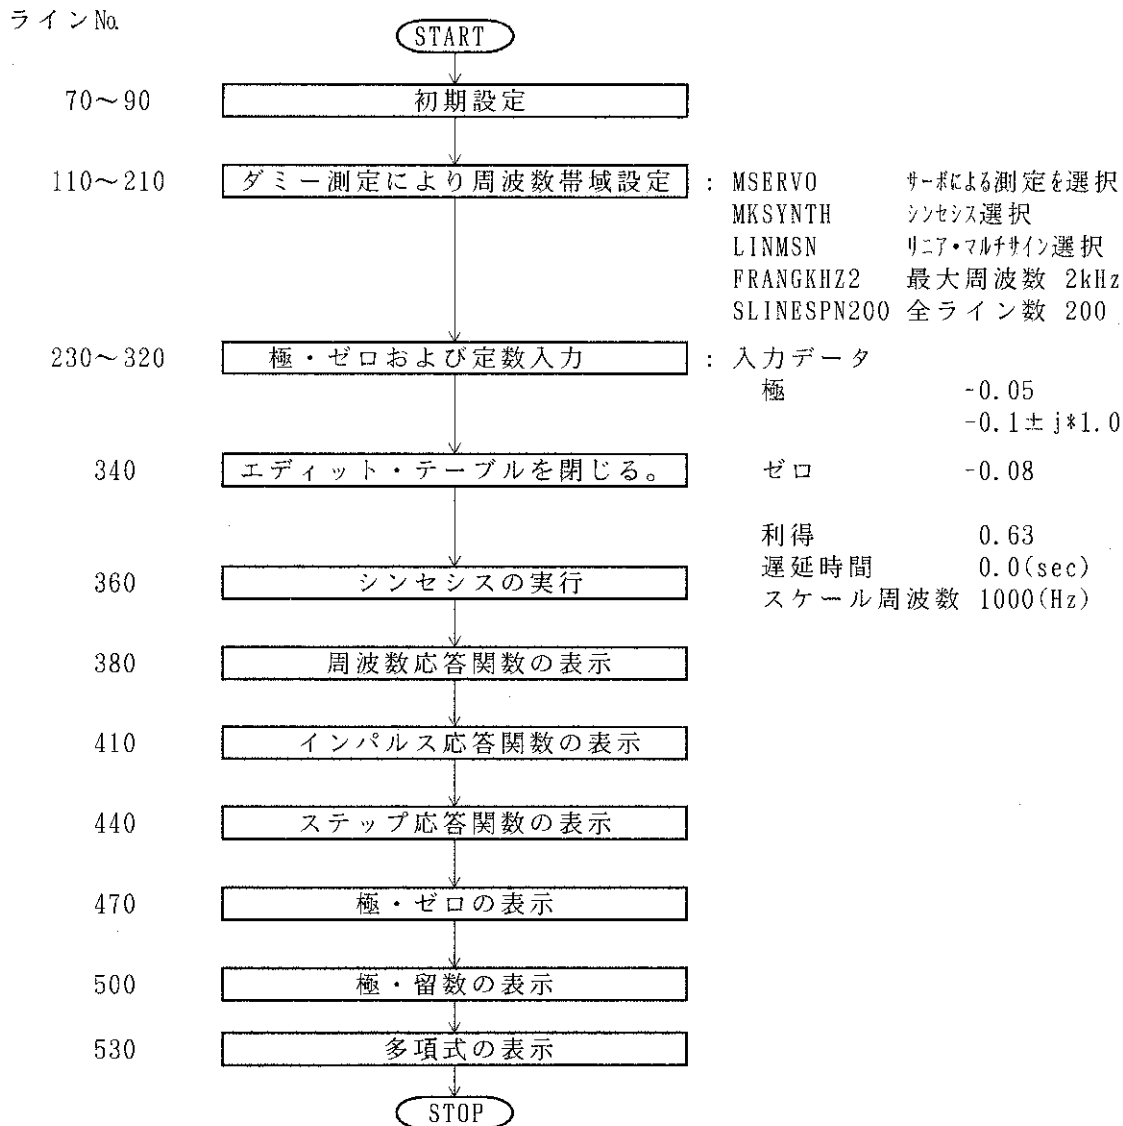 ラインNo.
START
70～90 初期設定
110～210 ダミー測定により周波数帯域設定 : MSERVO サーボによる測定を選択
MKSYNTH シンセシス選択
LINMSN リニア・マルチサイン選択
FRANGKHZ2 最大周波数 2kHz
SLINESPN200 全ライン数 200
230～320 極・ゼロおよび定数入力 : 入力データ
極 -0.05
-0.1±j*1.0
340 エディット・テーブルを閉じる。 ゼロ -0.08
利得 0.63
遅延時間 0.0(sec)
360 シンセシスの実行 スケール周波数 1000(Hz)
380 周波数応答関数の表示
410 インパルス応答関数の表示
440 ステップ応答関数の表示
470 極・ゼロの表示
500 極・留数の表示
530 多項式の表示
STOP